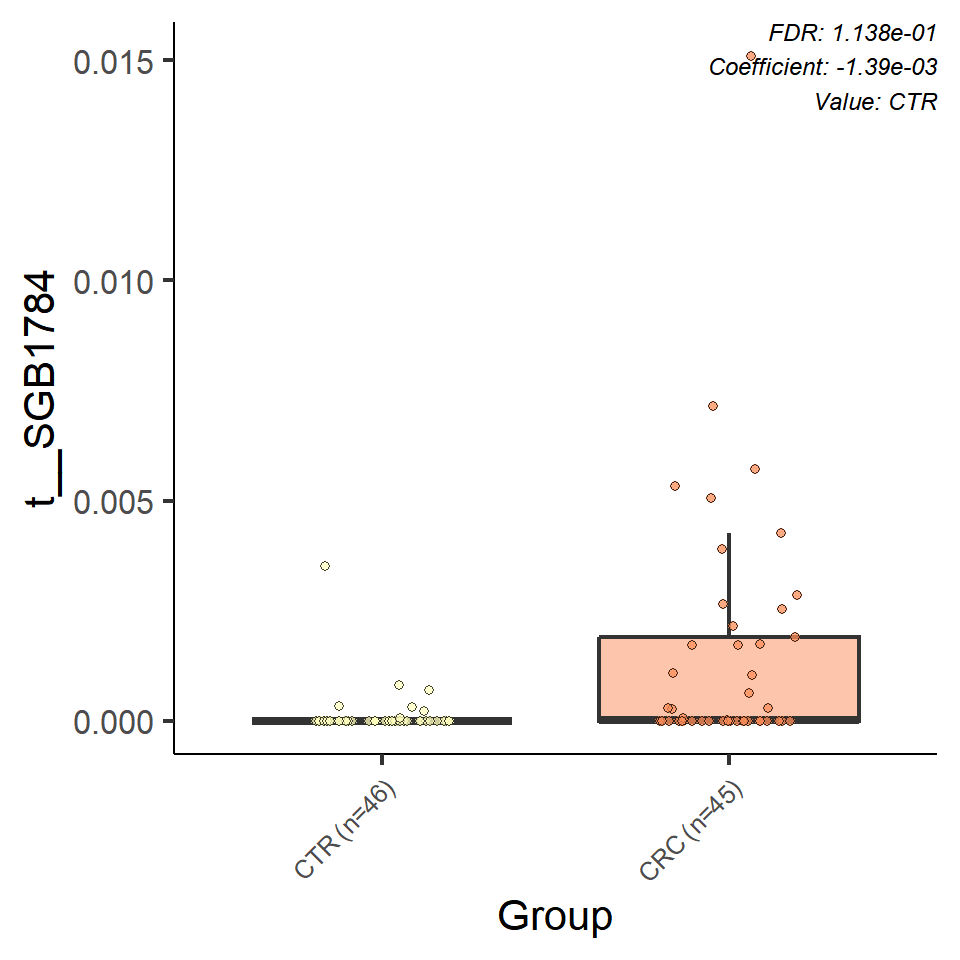 FDR: 1.138e-01
Coefficient: -1.39e-03
Value: CTR
0.015
0.010
0.005
0.000
t__SGB1784
CTR (n=46)
CRC (n=45)
Group